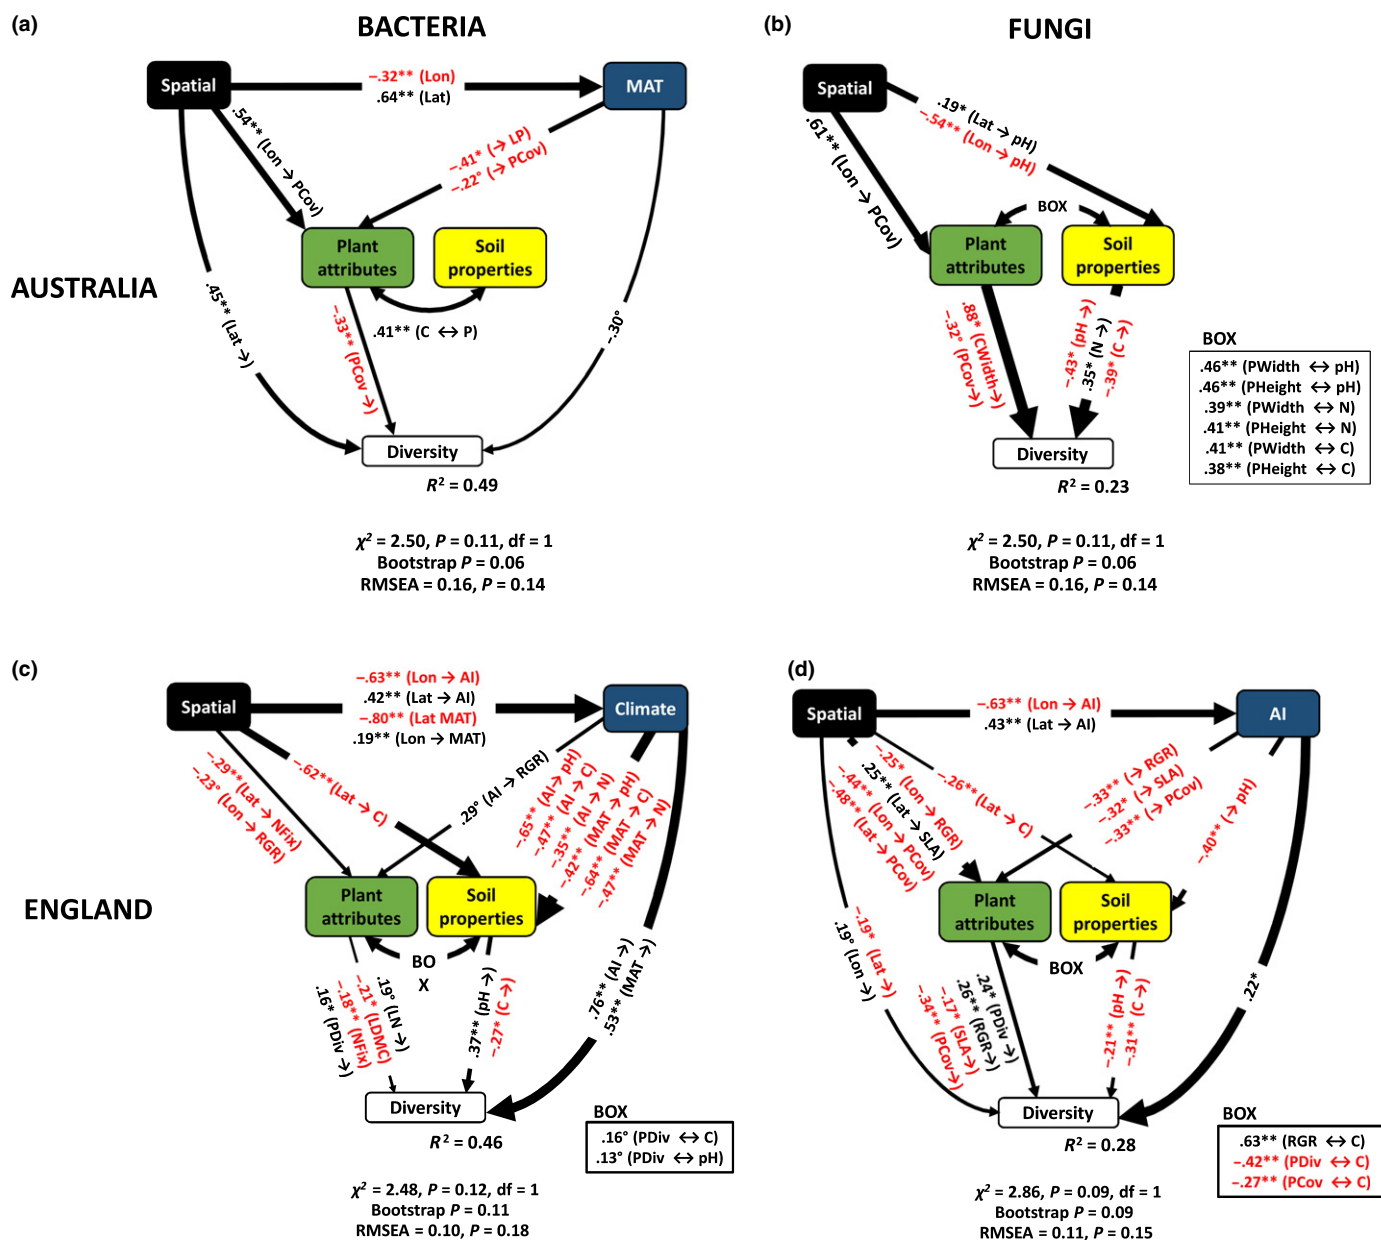 (a)
BACTERIA
Spatial
−.32** (Lon)
.64** (Lat)
MAT
.54** (Lon → PCov)
−.41* (→ LP)
−.22° (→ PCov)
Plant
attributes
Soil
properties
AUSTRALIA
.45** (Lat →)
−.33** (PCov →)
.41** (C ↔ P)
−.30°
Diversity
R² = 0.49
χ² = 2.50, P = 0.11, df = 1
Bootstrap P = 0.06
RMSEA = 0.16, P = 0.14
(b)
FUNGI
Spatial
.19* (Lat → pH)
−.54** (Lon → pH)
.61** (Lon → PCov)
BOX
Plant
attributes
Soil
properties
.88* (CWidth→)
−.32° (PCov→)
−.43* (pH →)
.35* (N →)
−.39* (C →)
Diversity
R² = 0.23
BOX
.46** (PWidth ↔ pH)
.46** (PHeight ↔ pH)
.39** (PWidth ↔ N)
.41** (PHeight ↔ N)
.41** (PWidth ↔ C)
.38** (PHeight ↔ C)
χ² = 2.50, P = 0.11, df = 1
Bootstrap P = 0.06
RMSEA = 0.16, P = 0.14
(c)
Spatial
−.63** (Lon → AI)
.42** (Lat → AI)
−.80** (Lat MAT)
.19** (Lon → MAT)
Climate
−.29** (Lat → NFix)
−.23° (Lon → RGR)
−.62**(Lat → C)
.29° (AI → RGR)
−.65** (AI → pH)
−.47** (AI → C)
−.35** (AI → N)
−.42** (MAT → pH)
−.64** (MAT → C)
−.47** (MAT → N)
Plant
attributes
Soil
properties
ENGLAND
BO
X
.19° (LN →)
−.21* (LDMC)
−.18** (NFix)
.16* (PDiv →)
.37** (pH →)
−.27* (C →)
.76** (AI →)
.53** (MAT →)
Diversity
R² = 0.46
BOX
.16° (PDiv ↔ C)
.13° (PDiv ↔ pH)
χ² = 2.48, P = 0.12, df = 1
Bootstrap P = 0.11
RMSEA = 0.10, P = 0.18
(d)
Spatial
−.63** (Lon → AI)
.43** (Lat → AI)
AI
−.25* (Lon → RGR)
.25** (Lat → SLA)
−.44** (Lon → PCov)
−.48** (Lat → PCov)
−.26** (Lat → C)
−.33** (→ RGR)
−.32* (→ SLA)
−.33** (→ PCov)
−.40** (→ pH)
Plant
attributes
Soil
properties
BOX
−.19* (Lat →)
.19° (Lon →)
.24* (PDiv →)
.26** (RGR→)
−.17* (SLA→)
−.34** (PCov→)
−.21** (pH →)
−.31** (C →)
.22*
Diversity
R² = 0.28
BOX
.63** (RGR ↔ C)
−.42** (PDiv ↔ C)
−.27** (PCov ↔ C)
χ² = 2.86, P = 0.09, df = 1
Bootstrap P = 0.09
RMSEA = 0.11, P = 0.15